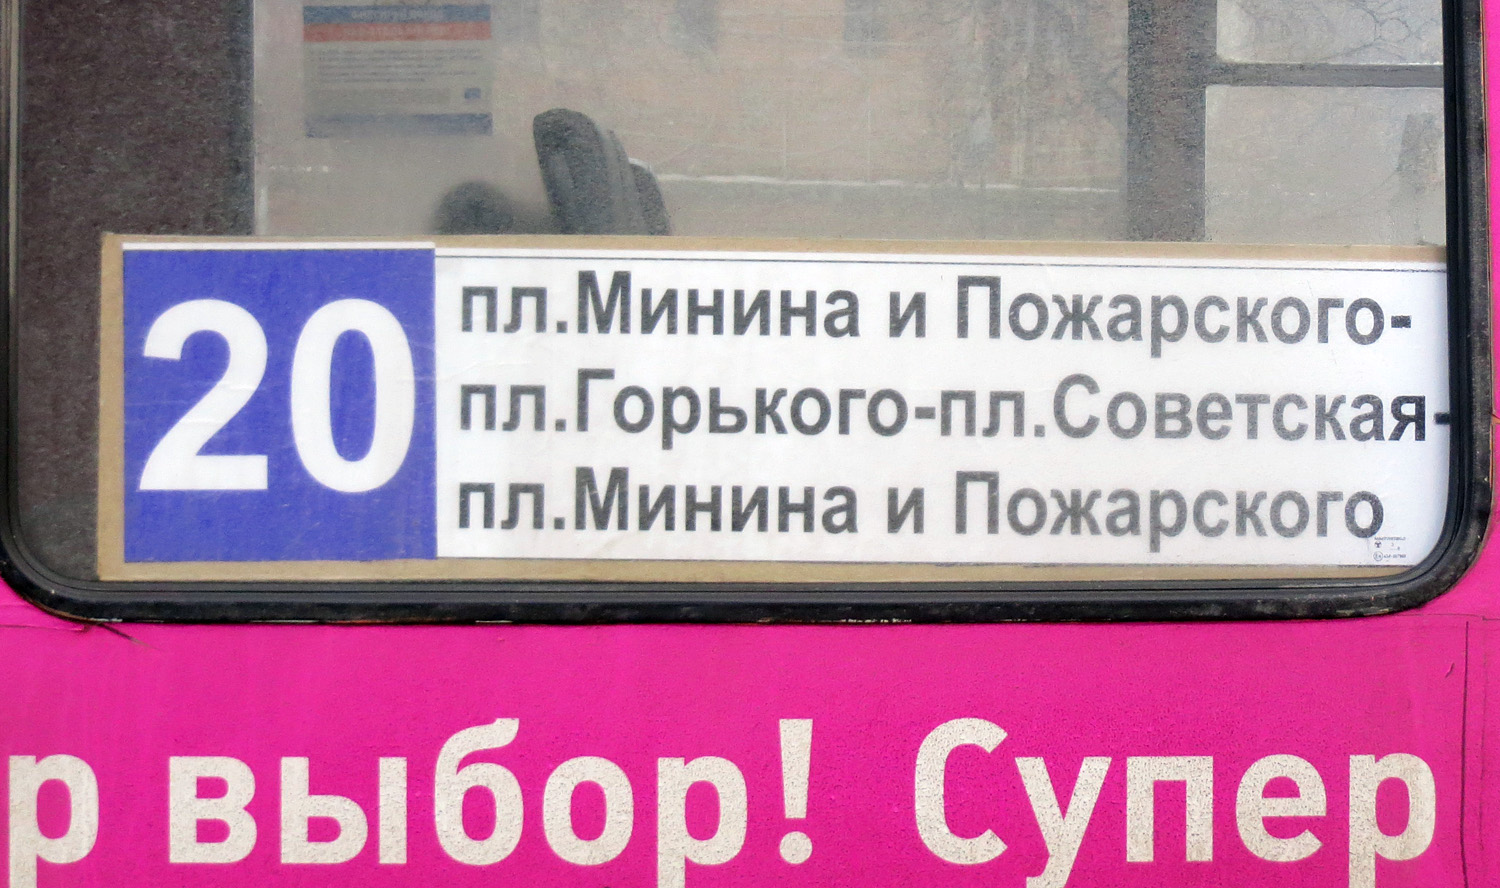 20
пл.Минина и Пожарского-
пл.Горького-пл.Советская-
пл.Минина и Пожарского
р выбор! Супер